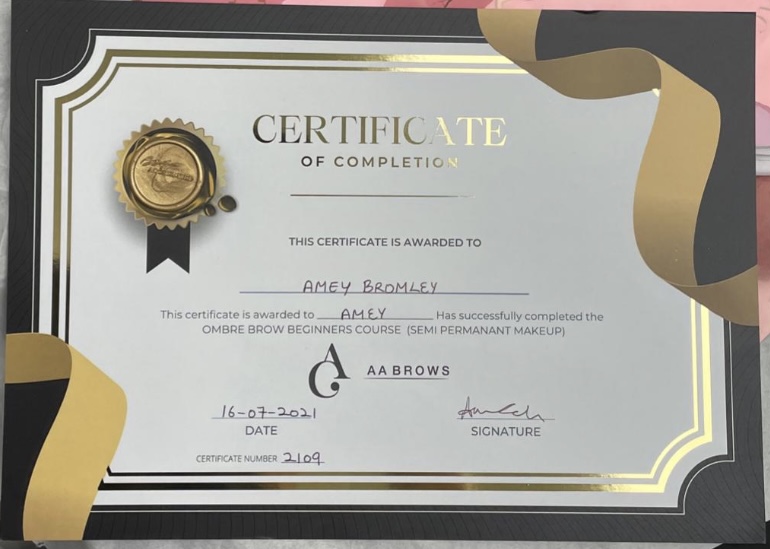 CERTIFICATE
OF COMPLETION
THIS CERTIFICATE IS AWARDED TO
AMEY BROMLEY
This certificate is awarded to AMEY Has successfully completed the
OMBRE BROW BEGINNERS COURSE (SEMI PERMANANT MAKEUP)
AC AA BROWS
16-07-2021
DATE
SIGNATURE
CERTIFICATE NUMBER 2109